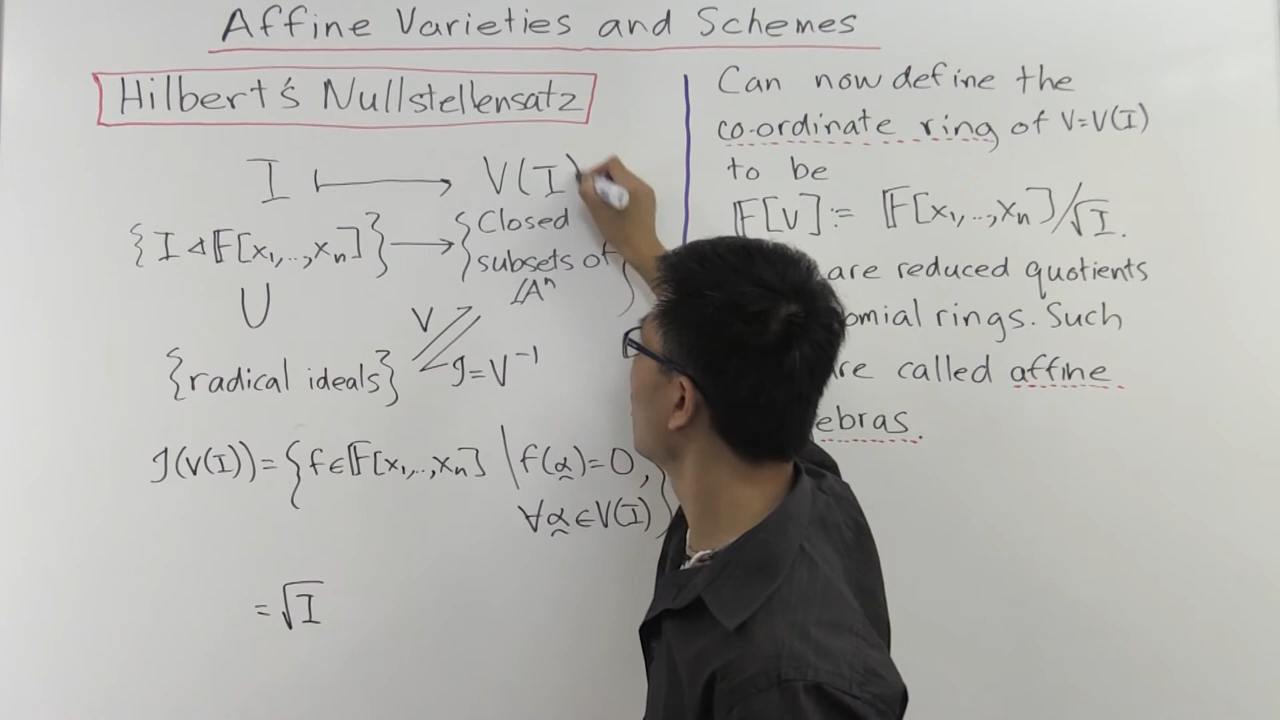 Affine Varieties and Schemes
Hilbert's Nullstellensatz
I ⟼ V(I)
{I ◁ 𝔽[x₁,..,xₙ]} → {Closed
subsets of
𝔸ⁿ }
∪
V
{radical ideals} 𝒥=V⁻¹
𝒥(V(I)) = {f∈𝔽[x₁,..,xₙ] | f(α̰)=0,
∀α̰∈V(I)}
= √I
Can now define the
co-ordinate ring of V=V(I)
to be
𝔽[V] := 𝔽[x₁,..,xₙ]/√I.
are reduced quotients
omial rings. Such
re called affine
ebras.